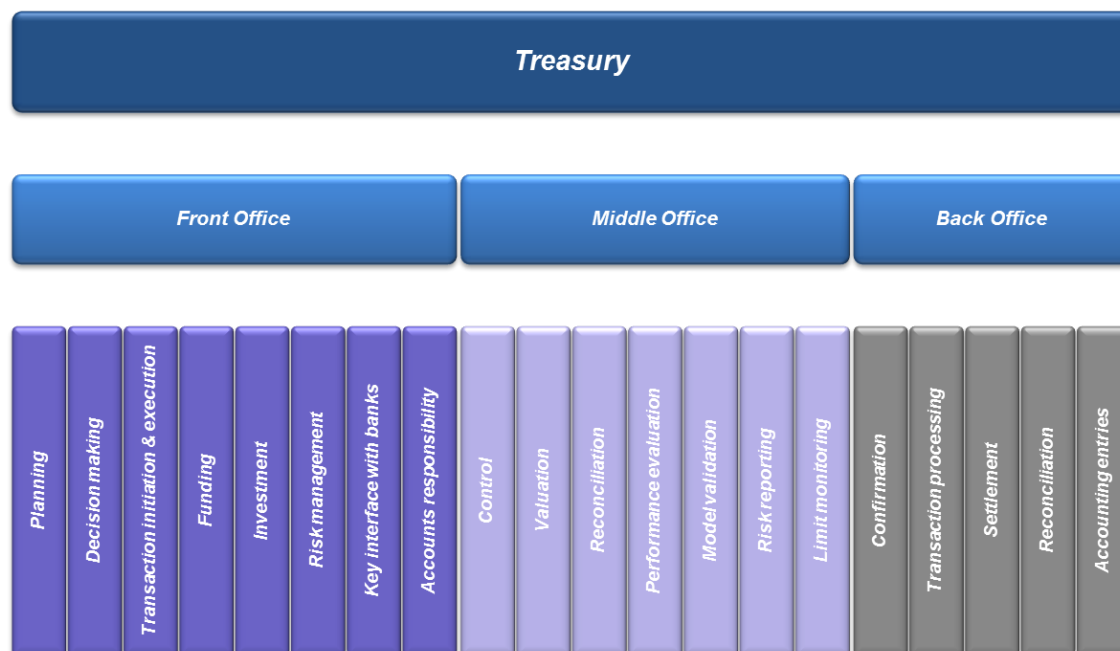 Treasury
Front Office
Middle Office
Back Office
Planning
Decision making
Transaction initiation & execution
Funding
Investment
Risk management
Key interface with banks
Accounts responsibility
Control
Valuation
Reconciliation
Performance evaluation
Model validation
Risk reporting
Limit monitoring
Confirmation
Transaction processing
Settlement
Reconciliation
Accounting entries